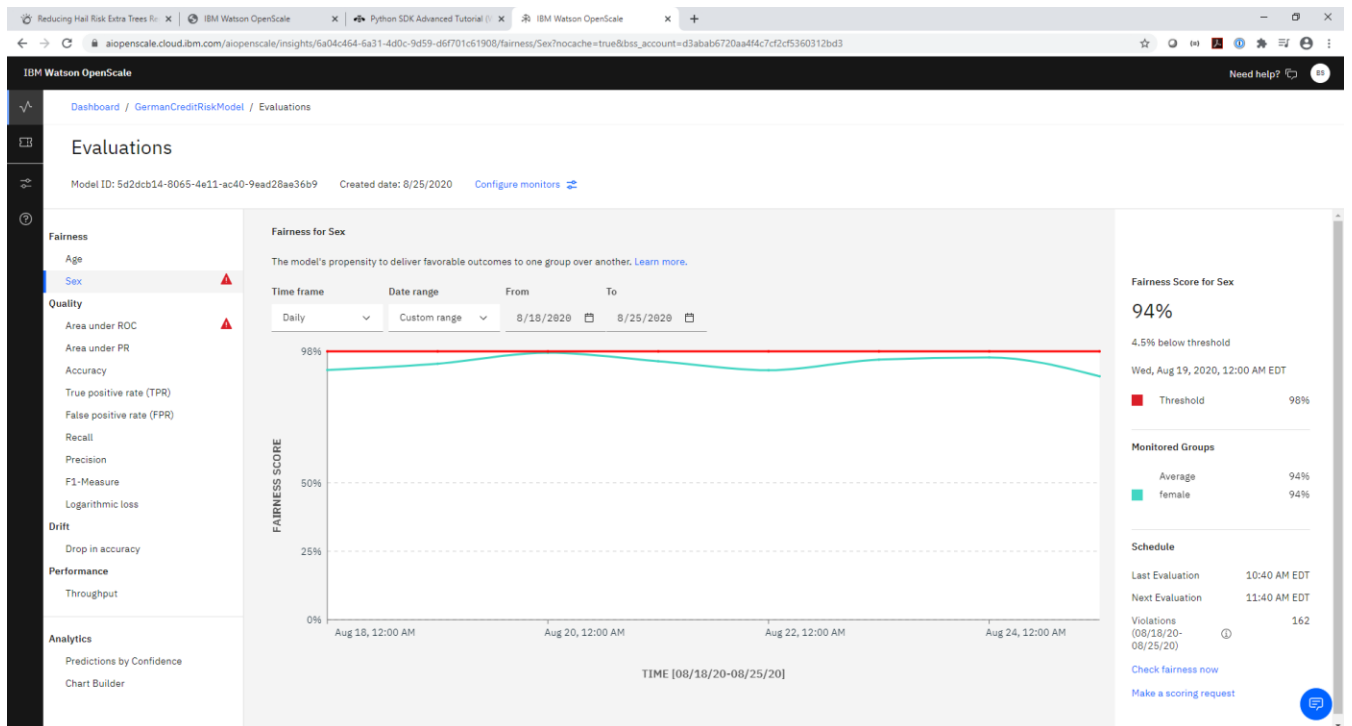 Reducing Hail Risk Extra Trees Re
IBM Watson OpenScale
Python SDK Advanced Tutorial (V
IBM Watson OpenScale
aiopenscale.cloud.ibm.com/aiopenscale/insights/6a04c464-6a31-4d0c-9d59-d6f701c61908/fairness/Sex?nocache=true&bss_account=d3abab6720aa4f4c7cf2cf5360312bd3
IBM Watson OpenScale
Need help?
BS
Dashboard / GermanCreditRiskModel / Evaluations
Evaluations
Model ID: 5d2dcb14-8065-4e11-ac40-9ead28ae36b9 Created date: 8/25/2020 Configure monitors
Fairness
Age
Sex
Quality
Area under ROC
Area under PR
Accuracy
True positive rate (TPR)
False positive rate (FPR)
Recall
Precision
F1-Measure
Logarithmic loss
Drift
Drop in accuracy
Performance
Throughput
Analytics
Predictions by Confidence
Chart Builder
Fairness for Sex
The model's propensity to deliver favorable outcomes to one group over another. Learn more.
Time frame Date range From To
Daily Custom range 8/18/2020 8/25/2020
98%
50%
25%
0%
FAIRNESS SCORE
Aug 18, 12:00 AM Aug 20, 12:00 AM Aug 22, 12:00 AM Aug 24, 12:00 AM
TIME [08/18/20-08/25/20]
Fairness Score for Sex
94%
4.5% below threshold
Wed, Aug 19, 2020, 12:00 AM EDT
Threshold 98%
Monitored Groups
Average 94%
female 94%
Schedule
Last Evaluation 10:40 AM EDT
Next Evaluation 11:40 AM EDT
Violations 162
(08/18/20-
08/25/20)
Check fairness now
Make a scoring request